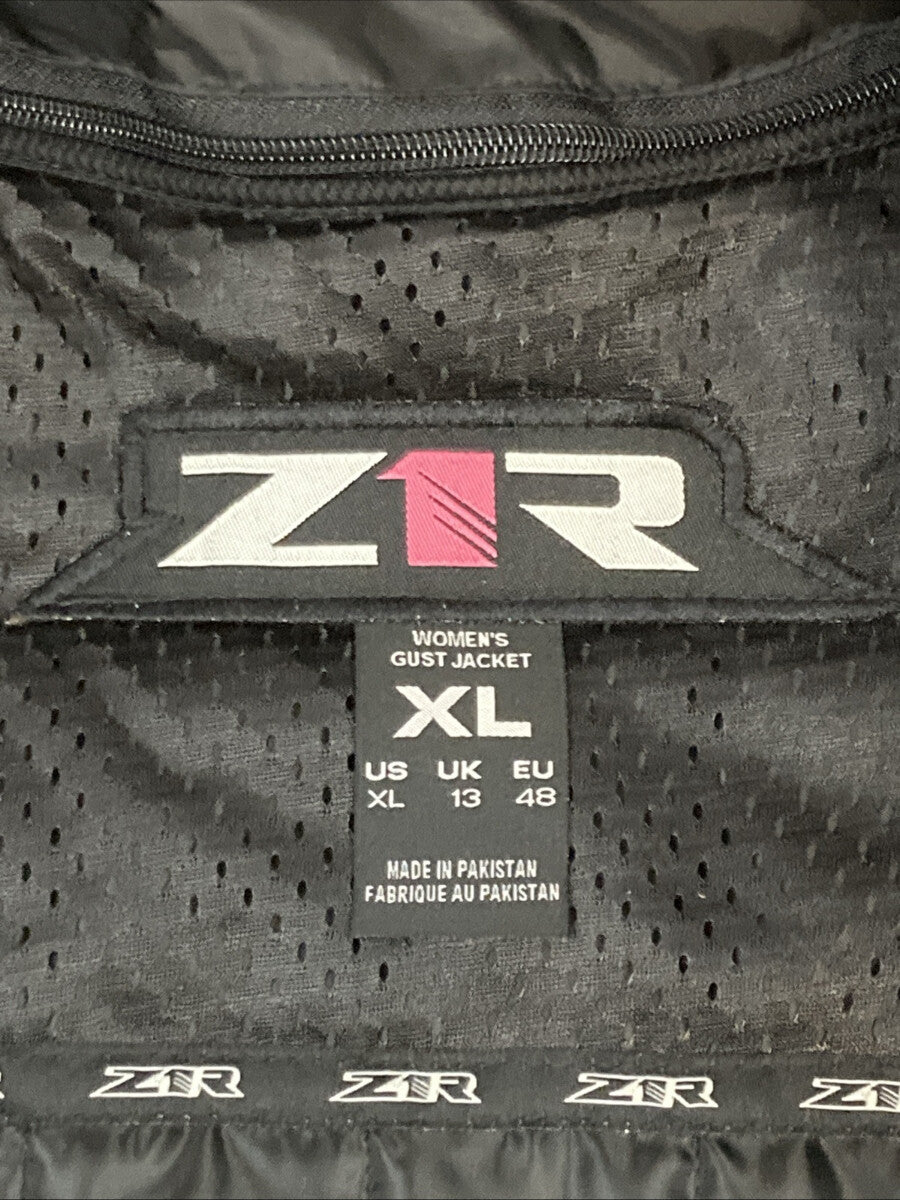 Z1R
WOMEN'S
GUST JACKET
XL
US UK EU
XL 13 48
MADE IN PAKISTAN
FABRIQUE AU PAKISTAN
Z1R Z1R Z1R Z1